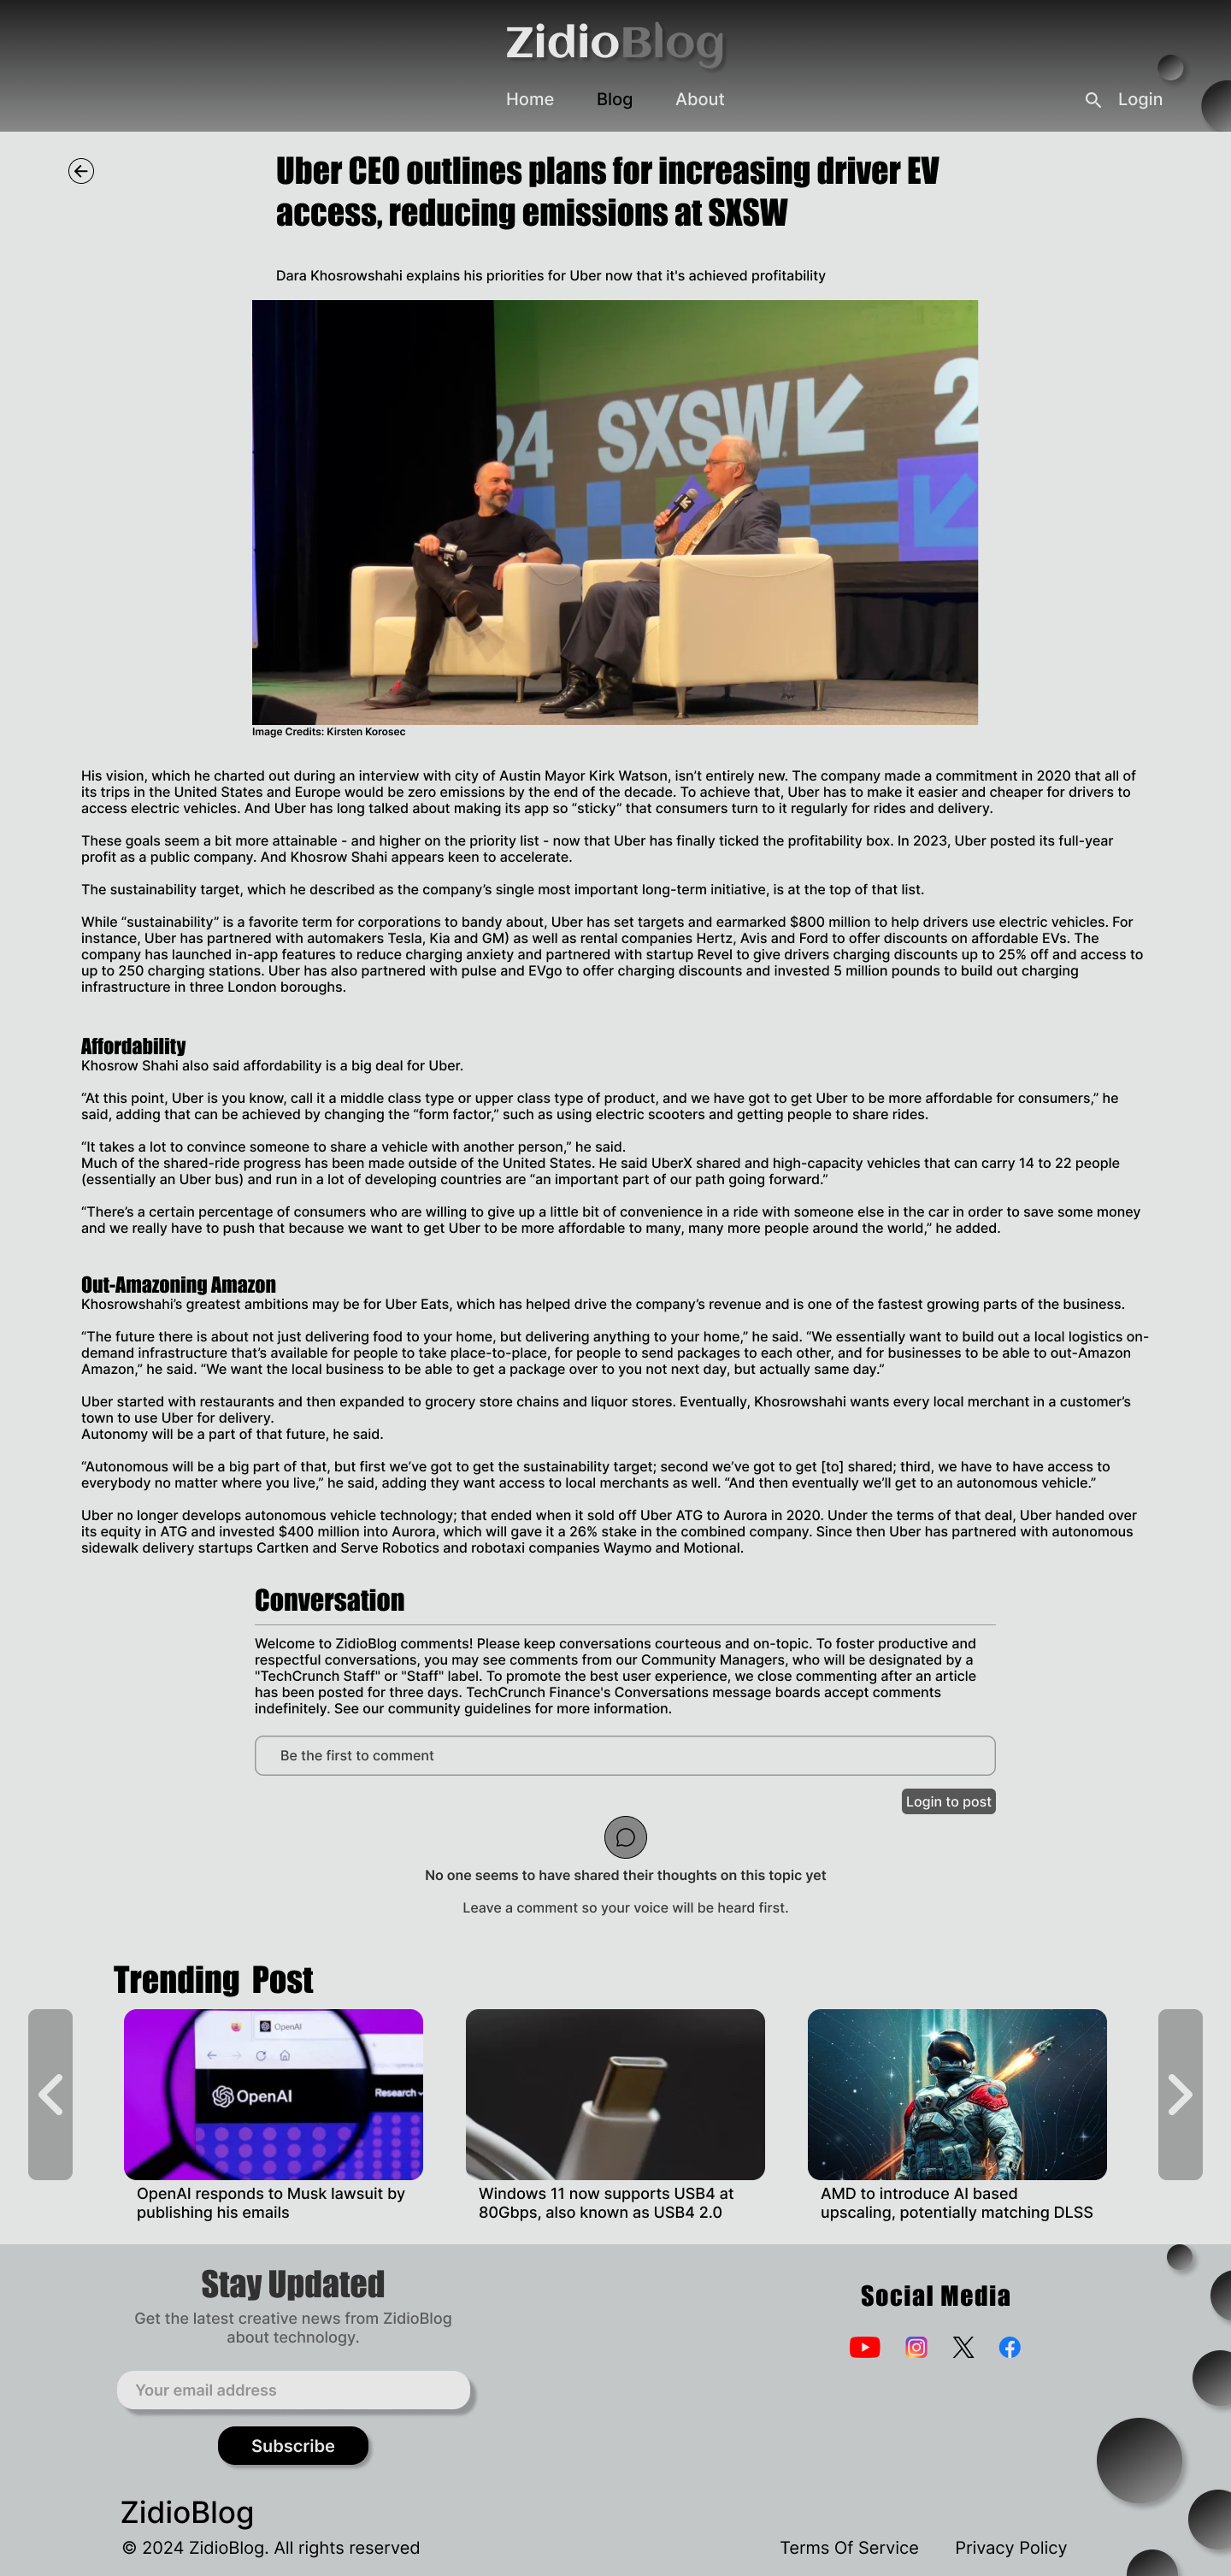 ZidioBlog
Home Blog About Login
Uber CEO outlines plans for increasing driver EV
access, reducing emissions at SXSW
Dara Khosrowshahi explains his priorities for Uber now that it's achieved profitability
24 SXSW 2
Image Credits: Kirsten Korosec
His vision, which he charted out during an interview with city of Austin Mayor Kirk Watson, isn’t entirely new. The company made a commitment in 2020 that all of
its trips in the United States and Europe would be zero emissions by the end of the decade. To achieve that, Uber has to make it easier and cheaper for drivers to
access electric vehicles. And Uber has long talked about making its app so “sticky” that consumers turn to it regularly for rides and delivery.
These goals seem a bit more attainable - and higher on the priority list - now that Uber has finally ticked the profitability box. In 2023, Uber posted its full-year
profit as a public company. And Khosrow Shahi appears keen to accelerate.
The sustainability target, which he described as the company’s single most important long-term initiative, is at the top of that list.
While “sustainability” is a favorite term for corporations to bandy about, Uber has set targets and earmarked $800 million to help drivers use electric vehicles. For
instance, Uber has partnered with automakers Tesla, Kia and GM) as well as rental companies Hertz, Avis and Ford to offer discounts on affordable EVs. The
company has launched in-app features to reduce charging anxiety and partnered with startup Revel to give drivers charging discounts up to 25% off and access to
up to 250 charging stations. Uber has also partnered with pulse and EVgo to offer charging discounts and invested 5 million pounds to build out charging
infrastructure in three London boroughs.
Affordability
Khosrow Shahi also said affordability is a big deal for Uber.
“At this point, Uber is you know, call it a middle class type or upper class type of product, and we have got to get Uber to be more affordable for consumers,” he
said, adding that can be achieved by changing the “form factor,” such as using electric scooters and getting people to share rides.
“It takes a lot to convince someone to share a vehicle with another person,” he said.
Much of the shared-ride progress has been made outside of the United States. He said UberX shared and high-capacity vehicles that can carry 14 to 22 people
(essentially an Uber bus) and run in a lot of developing countries are “an important part of our path going forward.”
“There’s a certain percentage of consumers who are willing to give up a little bit of convenience in a ride with someone else in the car in order to save some money
and we really have to push that because we want to get Uber to be more affordable to many, many more people around the world,” he added.
Out-Amazoning Amazon
Khosrowshahi’s greatest ambitions may be for Uber Eats, which has helped drive the company’s revenue and is one of the fastest growing parts of the business.
“The future there is about not just delivering food to your home, but delivering anything to your home,” he said. “We essentially want to build out a local logistics on-
demand infrastructure that’s available for people to take place-to-place, for people to send packages to each other, and for businesses to be able to out-Amazon
Amazon,” he said. “We want the local business to be able to get a package over to you not next day, but actually same day.”
Uber started with restaurants and then expanded to grocery store chains and liquor stores. Eventually, Khosrowshahi wants every local merchant in a customer’s
town to use Uber for delivery.
Autonomy will be a part of that future, he said.
“Autonomous will be a big part of that, but first we’ve got to get the sustainability target; second we’ve got to get [to] shared; third, we have to have access to
everybody no matter where you live,” he said, adding they want access to local merchants as well. “And then eventually we’ll get to an autonomous vehicle.”
Uber no longer develops autonomous vehicle technology; that ended when it sold off Uber ATG to Aurora in 2020. Under the terms of that deal, Uber handed over
its equity in ATG and invested $400 million into Aurora, which will gave it a 26% stake in the combined company. Since then Uber has partnered with autonomous
sidewalk delivery startups Cartken and Serve Robotics and robotaxi companies Waymo and Motional.
Conversation
Welcome to ZidioBlog comments! Please keep conversations courteous and on-topic. To foster productive and
respectful conversations, you may see comments from our Community Managers, who will be designated by a
"TechCrunch Staff" or "Staff" label. To promote the best user experience, we close commenting after an article
has been posted for three days. TechCrunch Finance's Conversations message boards accept comments
indefinitely. See our community guidelines for more information.
Be the first to comment
Login to post
No one seems to have shared their thoughts on this topic yet
Leave a comment so your voice will be heard first.
Trending Post
OpenAI
OpenAI
Research
OpenAI responds to Musk lawsuit by
publishing his emails
Windows 11 now supports USB4 at
80Gbps, also known as USB4 2.0
AMD to introduce AI based
upscaling, potentially matching DLSS
Stay Updated
Get the latest creative news from ZidioBlog
about technology.
Your email address
Subscribe
Social Media
ZidioBlog
© 2024 ZidioBlog. All rights reserved
Terms Of Service Privacy Policy